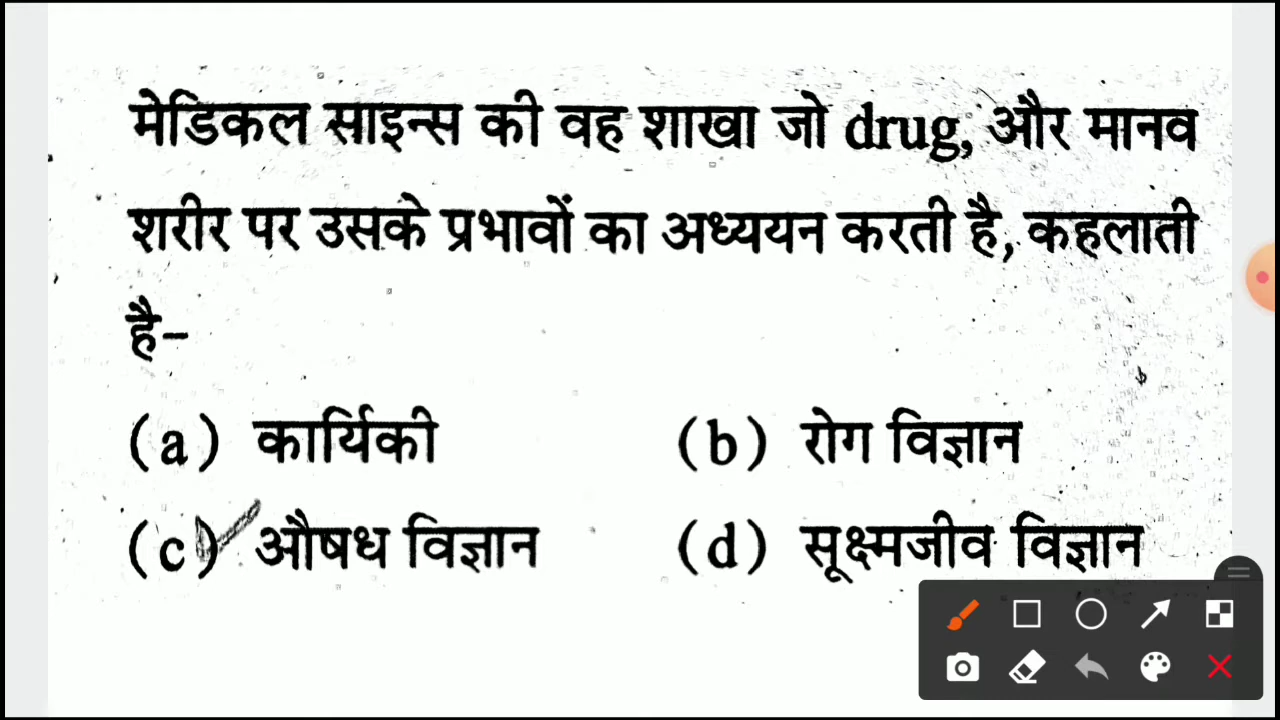 मेडिकल साइन्स की वह शाखा जो drug, और मानव
शरीर पर उसके प्रभावों का अध्ययन करती है, कहलाती
है-
(a) कार्यिकी (b) रोग विज्ञान
(c) औषध विज्ञान (d) सूक्ष्मजीव विज्ञान